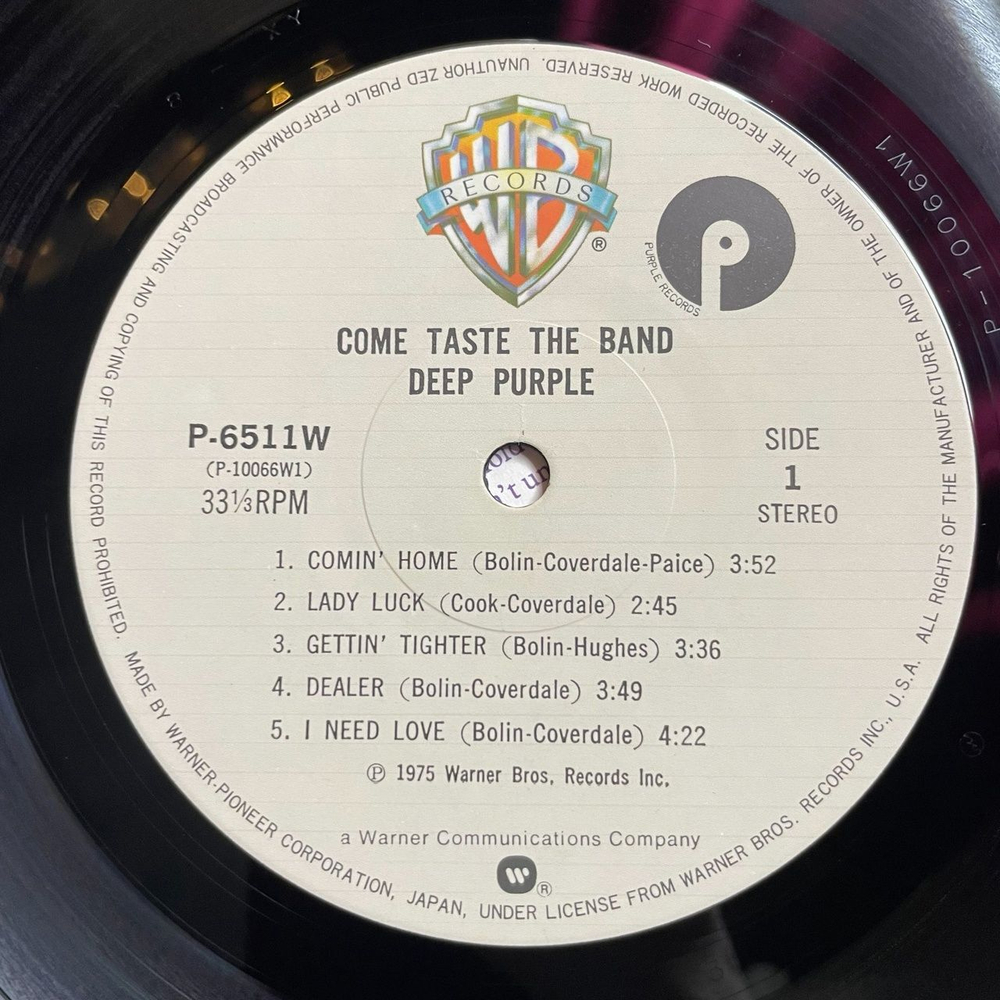 WB
RECORDS
®
P
PURPLE RECORDS
COME TASTE THE BAND
DEEP PURPLE
P-6511W
(P-10066W1)
33⅓RPM
SIDE
1
STEREO
1. COMIN' HOME (Bolin-Coverdale-Paice) 3:52
2. LADY LUCK (Cook-Coverdale) 2:45
3. GETTIN' TIGHTER (Bolin-Hughes) 3:36
4. DEALER (Bolin-Coverdale) 3:49
5. I NEED LOVE (Bolin-Coverdale) 4:22
℗ 1975 Warner Bros, Records Inc,
a Warner Communications Company
W ®
MADE BY WARNER-PIONEER CORPORATION, JAPAN, UNDER LICENSE FROM WARNER BROS. RECORDS INC., U.S.A. ALL RIGHTS OF THE MANUFACTURER AND OF THE OWNER OF THE RECORDED WORK RESERVED. UNAUTHOR ZED PUBLIC PERFORMANCE BROADCASTING AND COPYING OF THIS RECORD PROHIBITED.
P-10066W1
't un